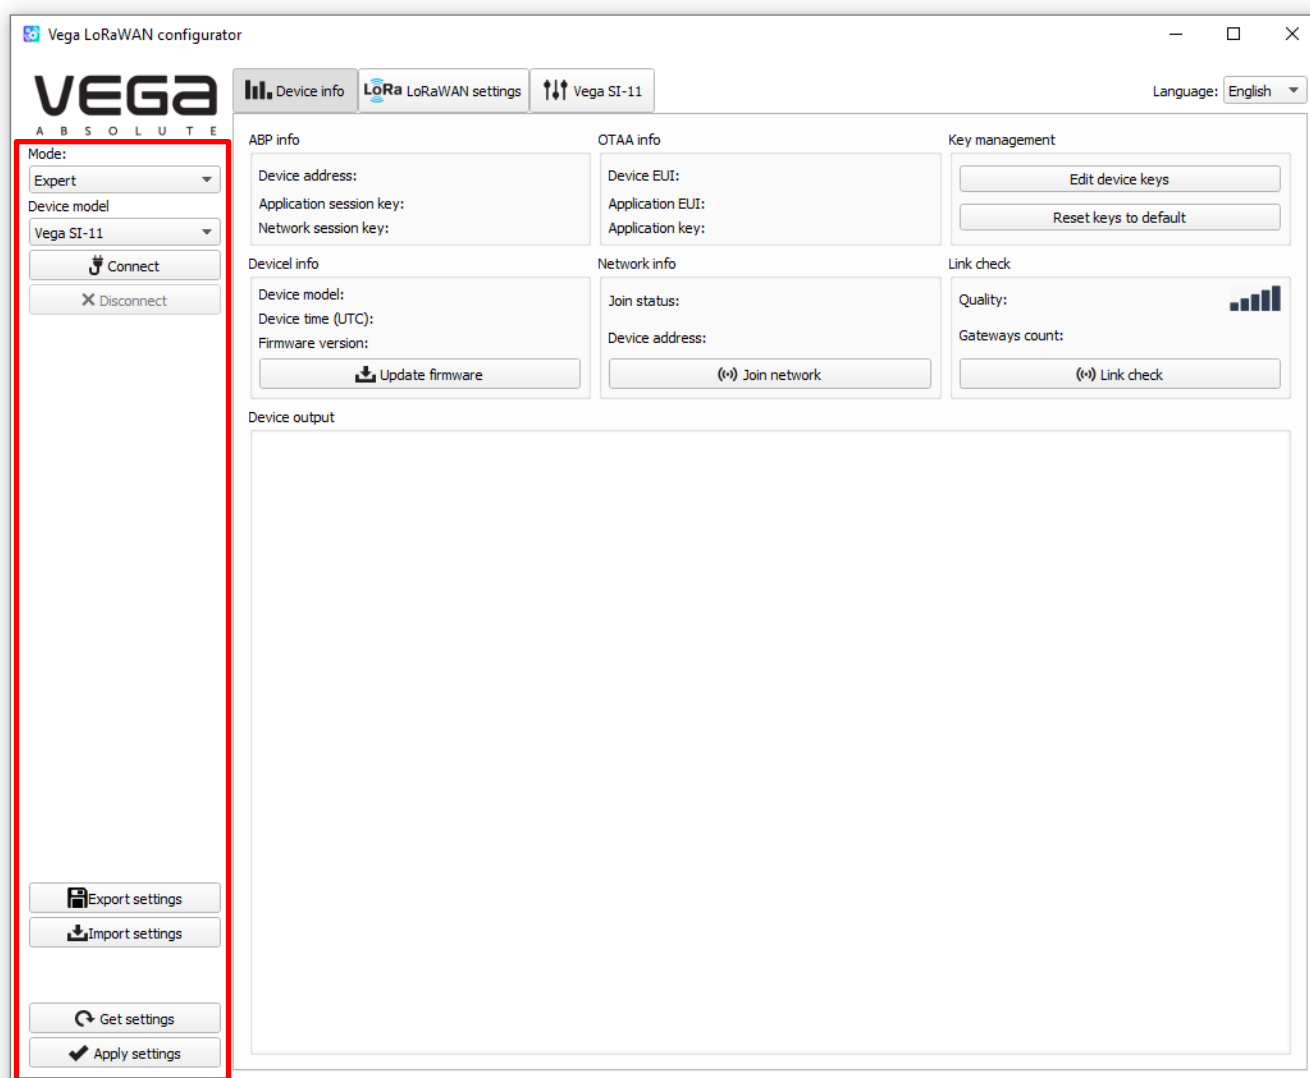 Vega LoRaWAN configurator
VEGA
ABSOLUTE
Device info
LoRa LoRaWAN settings
Vega SI-11
Language: English
Mode:
Expert
Device model
Vega SI-11
Connect
Disconnect
Export settings
Import settings
Get settings
Apply settings
ABP info
Device address:
Application session key:
Network session key:
OTAA info
Device EUI:
Application EUI:
Application key:
Key management
Edit device keys
Reset keys to default
Devicel info
Device model:
Device time (UTC):
Firmware version:
Update firmware
Network info
Join status:
Device address:
Join network
Link check
Quality:
Gateways count:
Link check
Device output